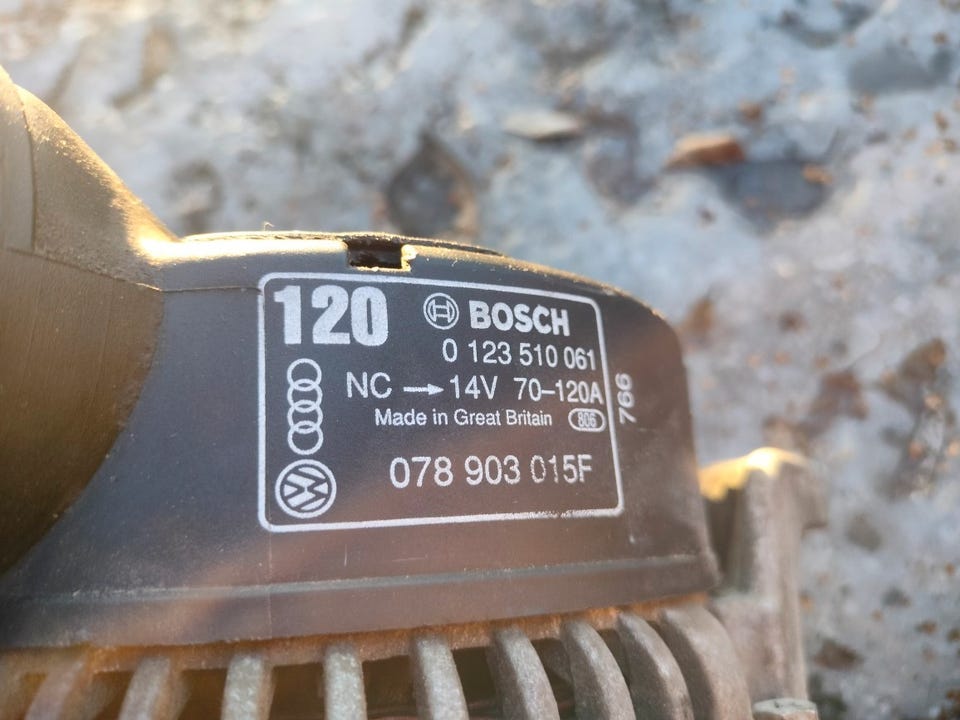 120 BOSCH
0 123 510 061
NC → 14V 70–120A
Made in Great Britain 806
766
078 903 015F